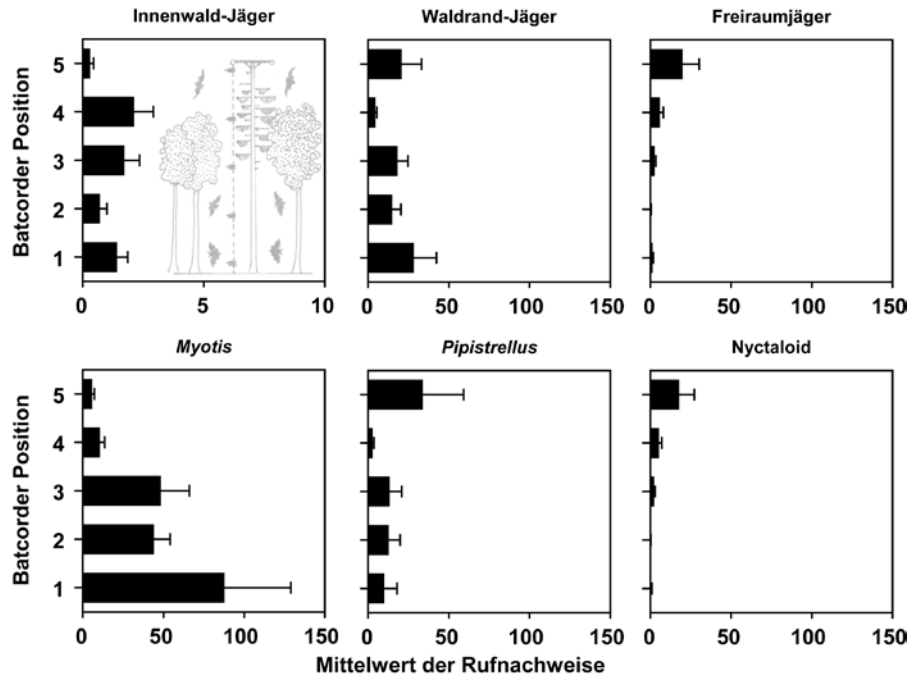 Innenwald-Jäger
Waldrand-Jäger
Freiraumjäger
Batcorder Position
5
4
3
2
1
0 5 10
0 50 100 150
0 50 100 150
Myotis
Pipistrellus
Nyctaloid
Batcorder Position
5
4
3
2
1
0 50 100 150
0 50 100 150
0 50 100 150
Mittelwert der Rufnachweise